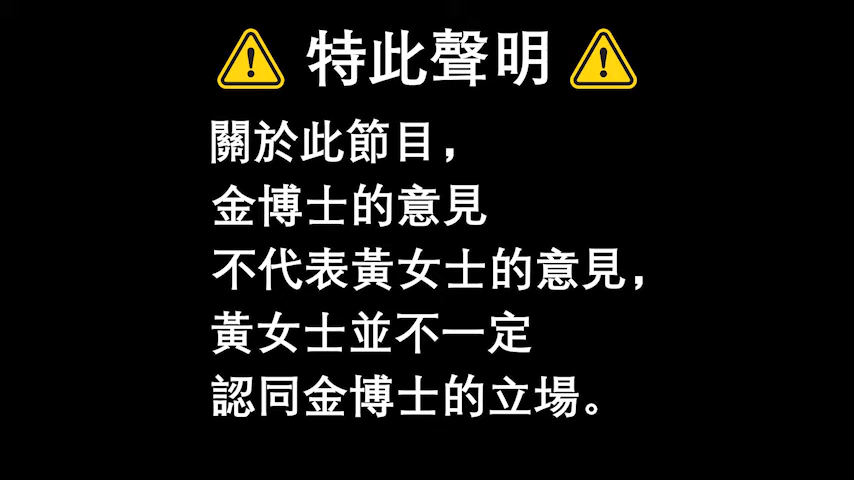 特此聲明
關於此節目，
金博士的意見
不代表黃女士的意見，
黃女士並不一定
認同金博士的立場。